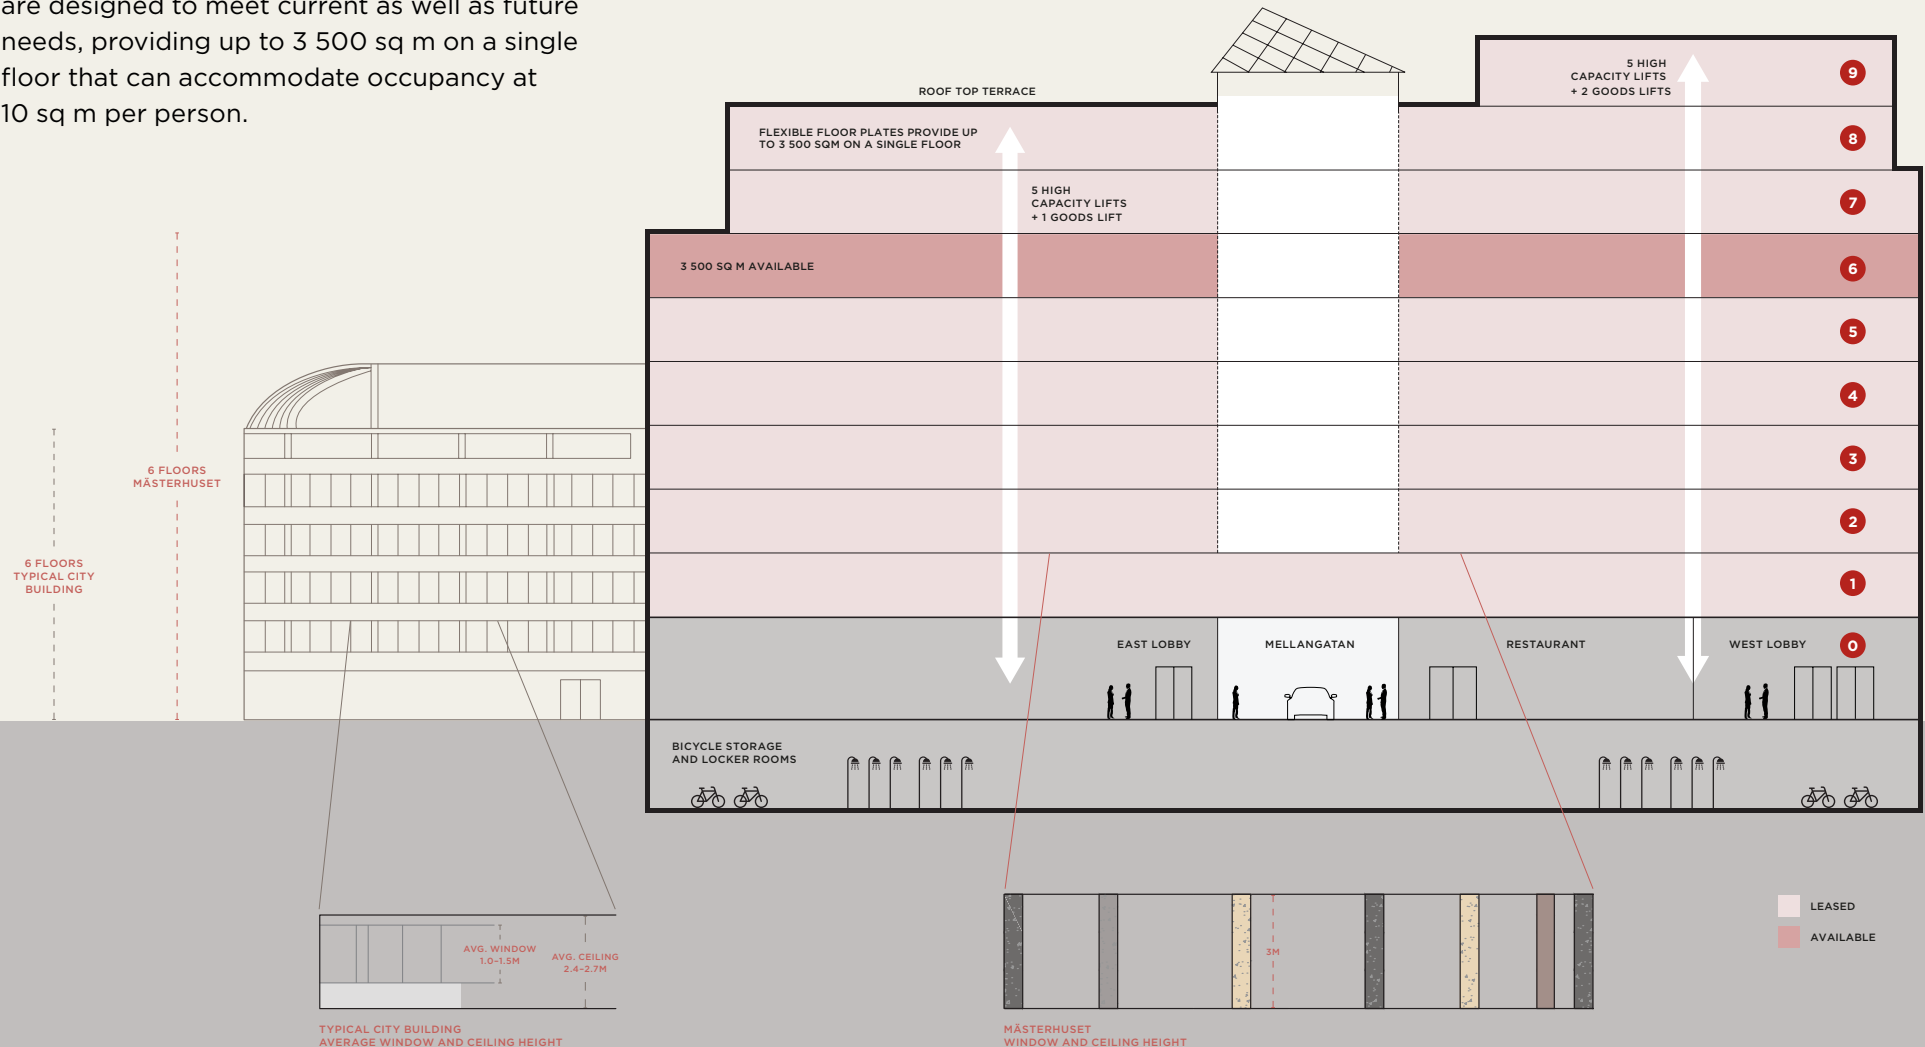 are designed to meet current as well as future
needs, providing up to 3 500 sq m on a single
floor that can accommodate occupancy at
10 sq m per person.
ROOF TOP TERRACE
5 HIGH
CAPACITY LIFTS
+ 2 GOODS LIFTS
9
FLEXIBLE FLOOR PLATES PROVIDE UP
TO 3 500 SQM ON A SINGLE FLOOR
8
5 HIGH
CAPACITY LIFTS
+ 1 GOODS LIFT
7
3 500 SQ M AVAILABLE
6
5
4
3
2
1
6 FLOORS
MÄSTERHUSET
6 FLOORS
TYPICAL CITY
BUILDING
EAST LOBBY
MELLANGATAN
RESTAURANT
WEST LOBBY
0
BICYCLE STORAGE
AND LOCKER ROOMS
AVG. WINDOW
1.0–1.5M
AVG. CEILING
2.4–2.7M
TYPICAL CITY BUILDING
AVERAGE WINDOW AND CEILING HEIGHT
3M
MÄSTERHUSET
WINDOW AND CEILING HEIGHT
LEASED
AVAILABLE